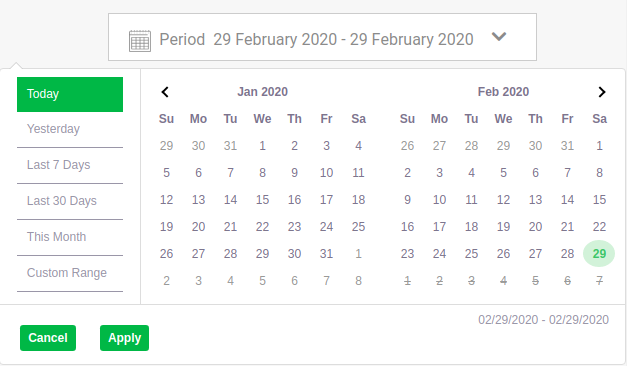 Period 29 February 2020 - 29 February 2020
Today
Yesterday
Last 7 Days
Last 30 Days
This Month
Custom Range
Jan 2020
Su Mo Tu We Th Fr Sa
29 30 31 1 2 3 4
5 6 7 8 9 10 11
12 13 14 15 16 17 18
19 20 21 22 23 24 25
26 27 28 29 30 31 1
2 3 4 5 6 7 8
Feb 2020
Su Mo Tu We Th Fr Sa
26 27 28 29 30 31 1
2 3 4 5 6 7 8
9 10 11 12 13 14 15
16 17 18 19 20 21 22
23 24 25 26 27 28 29
1 2 3 4 5 6 7
02/29/2020 - 02/29/2020
Cancel Apply